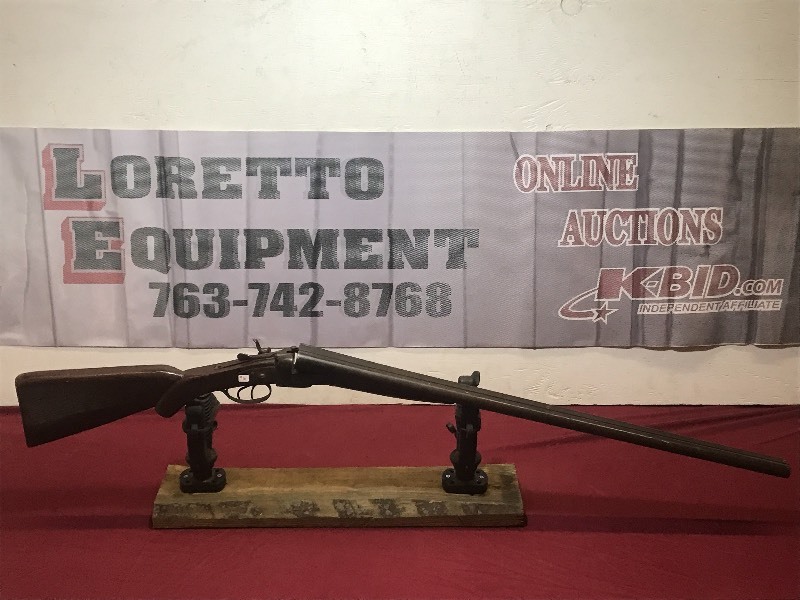 LORETTO
EQUIPMENT
763-742-8768
ONLINE
AUCTIONS
K-BID.COM
INDEPENDENT AFFILIATE